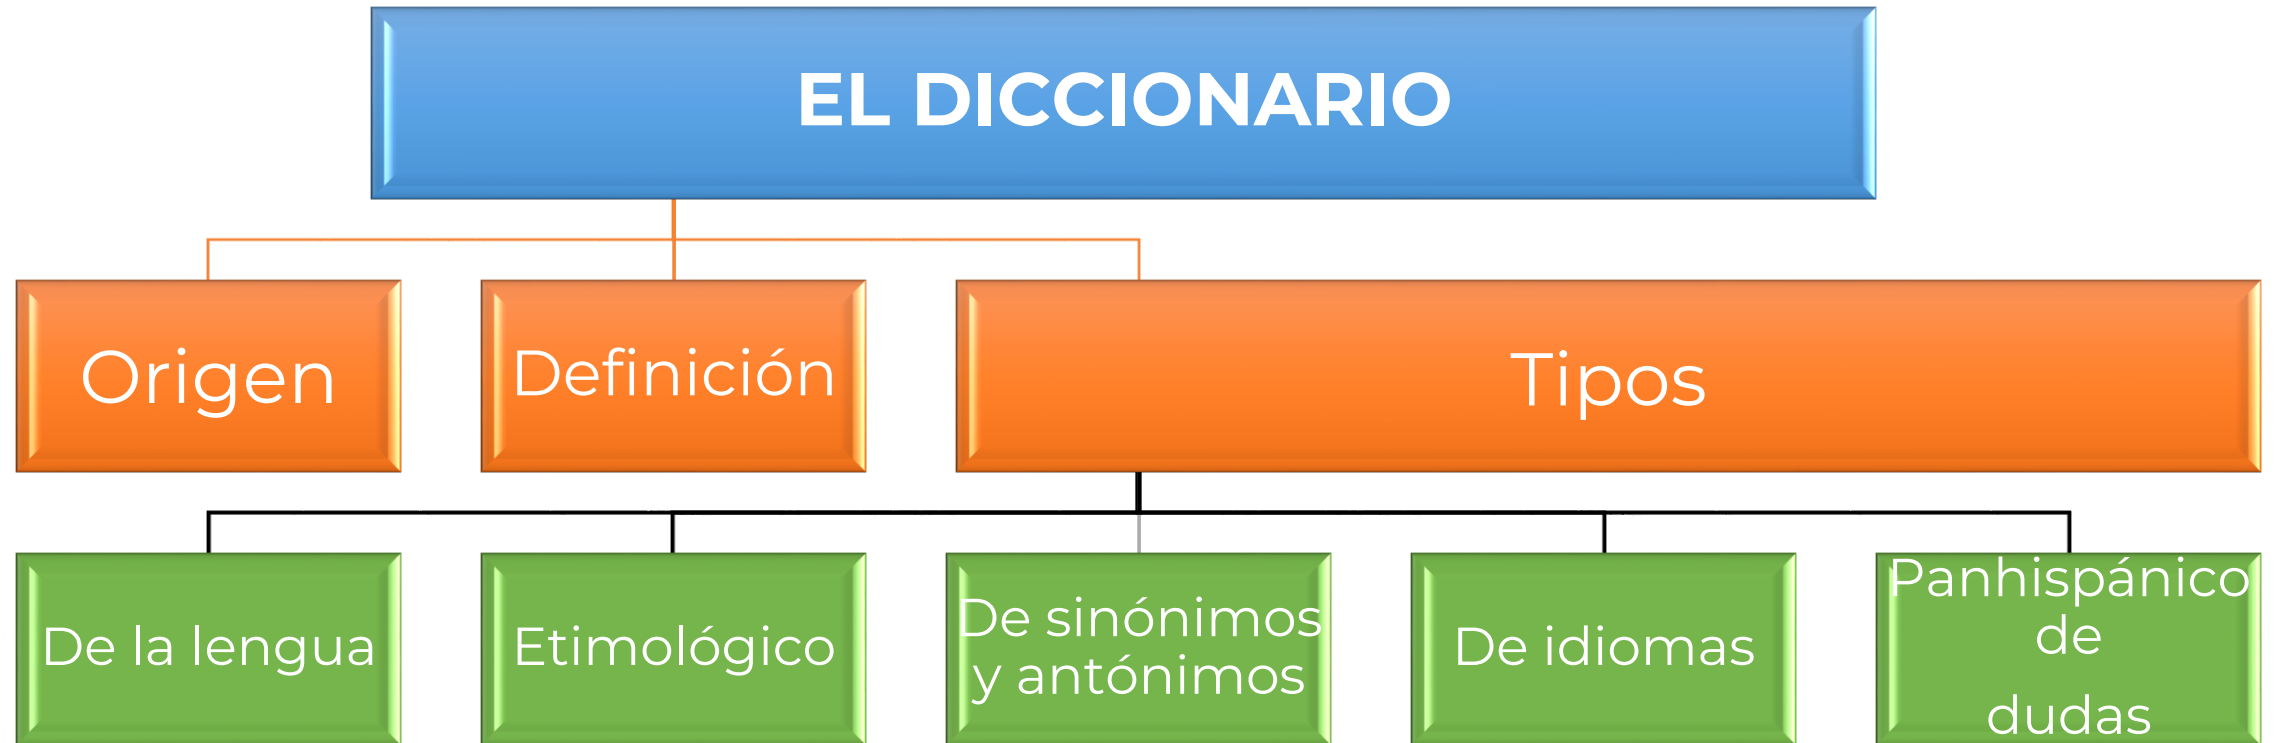 EL DICCIONARIO
Origen
Definición
Tipos
De la lengua
Etimológico
De sinónimos
y antónimos
De idiomas
Panhispánico
de
dudas